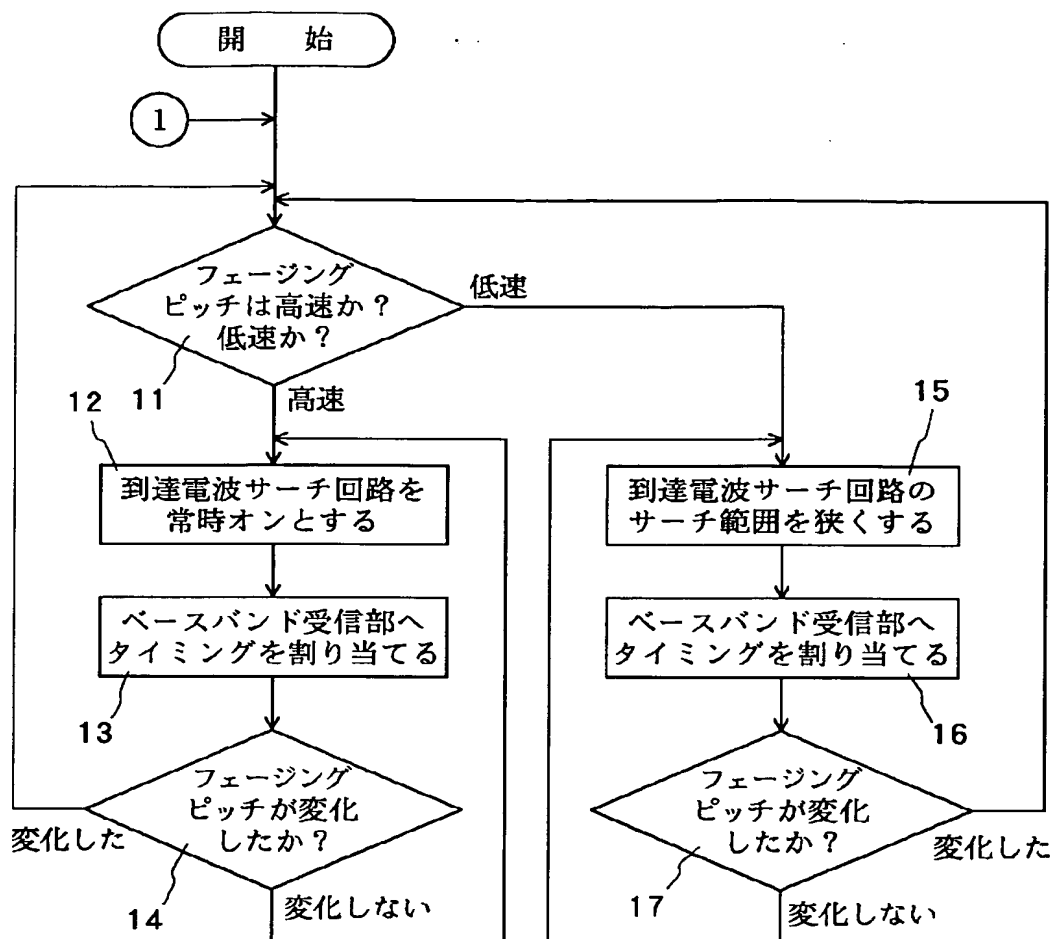 開 始
1
フェージング
ピッチは高速か?
低速か?
低速
11
高速
12
到達電波サーチ回路を
常時オンとする
ベースバンド受信部へ
タイミングを割り当てる
13
フェージング
ピッチが変化
したか?
変化した
14
変化しない
15
到達電波サーチ回路の
サーチ範囲を狭くする
ベースバンド受信部へ
タイミングを割り当てる
16
フェージング
ピッチが変化
したか?
変化した
17
変化しない